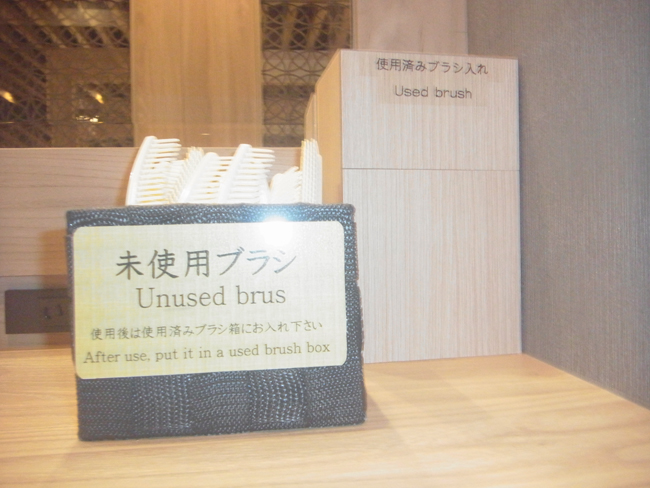 使用済みブラシ入れ
Used brush
未使用ブラシ
Unused brus
使用後は使用済みブラシ箱にお入れ下さい
After use, put it in a used brush box